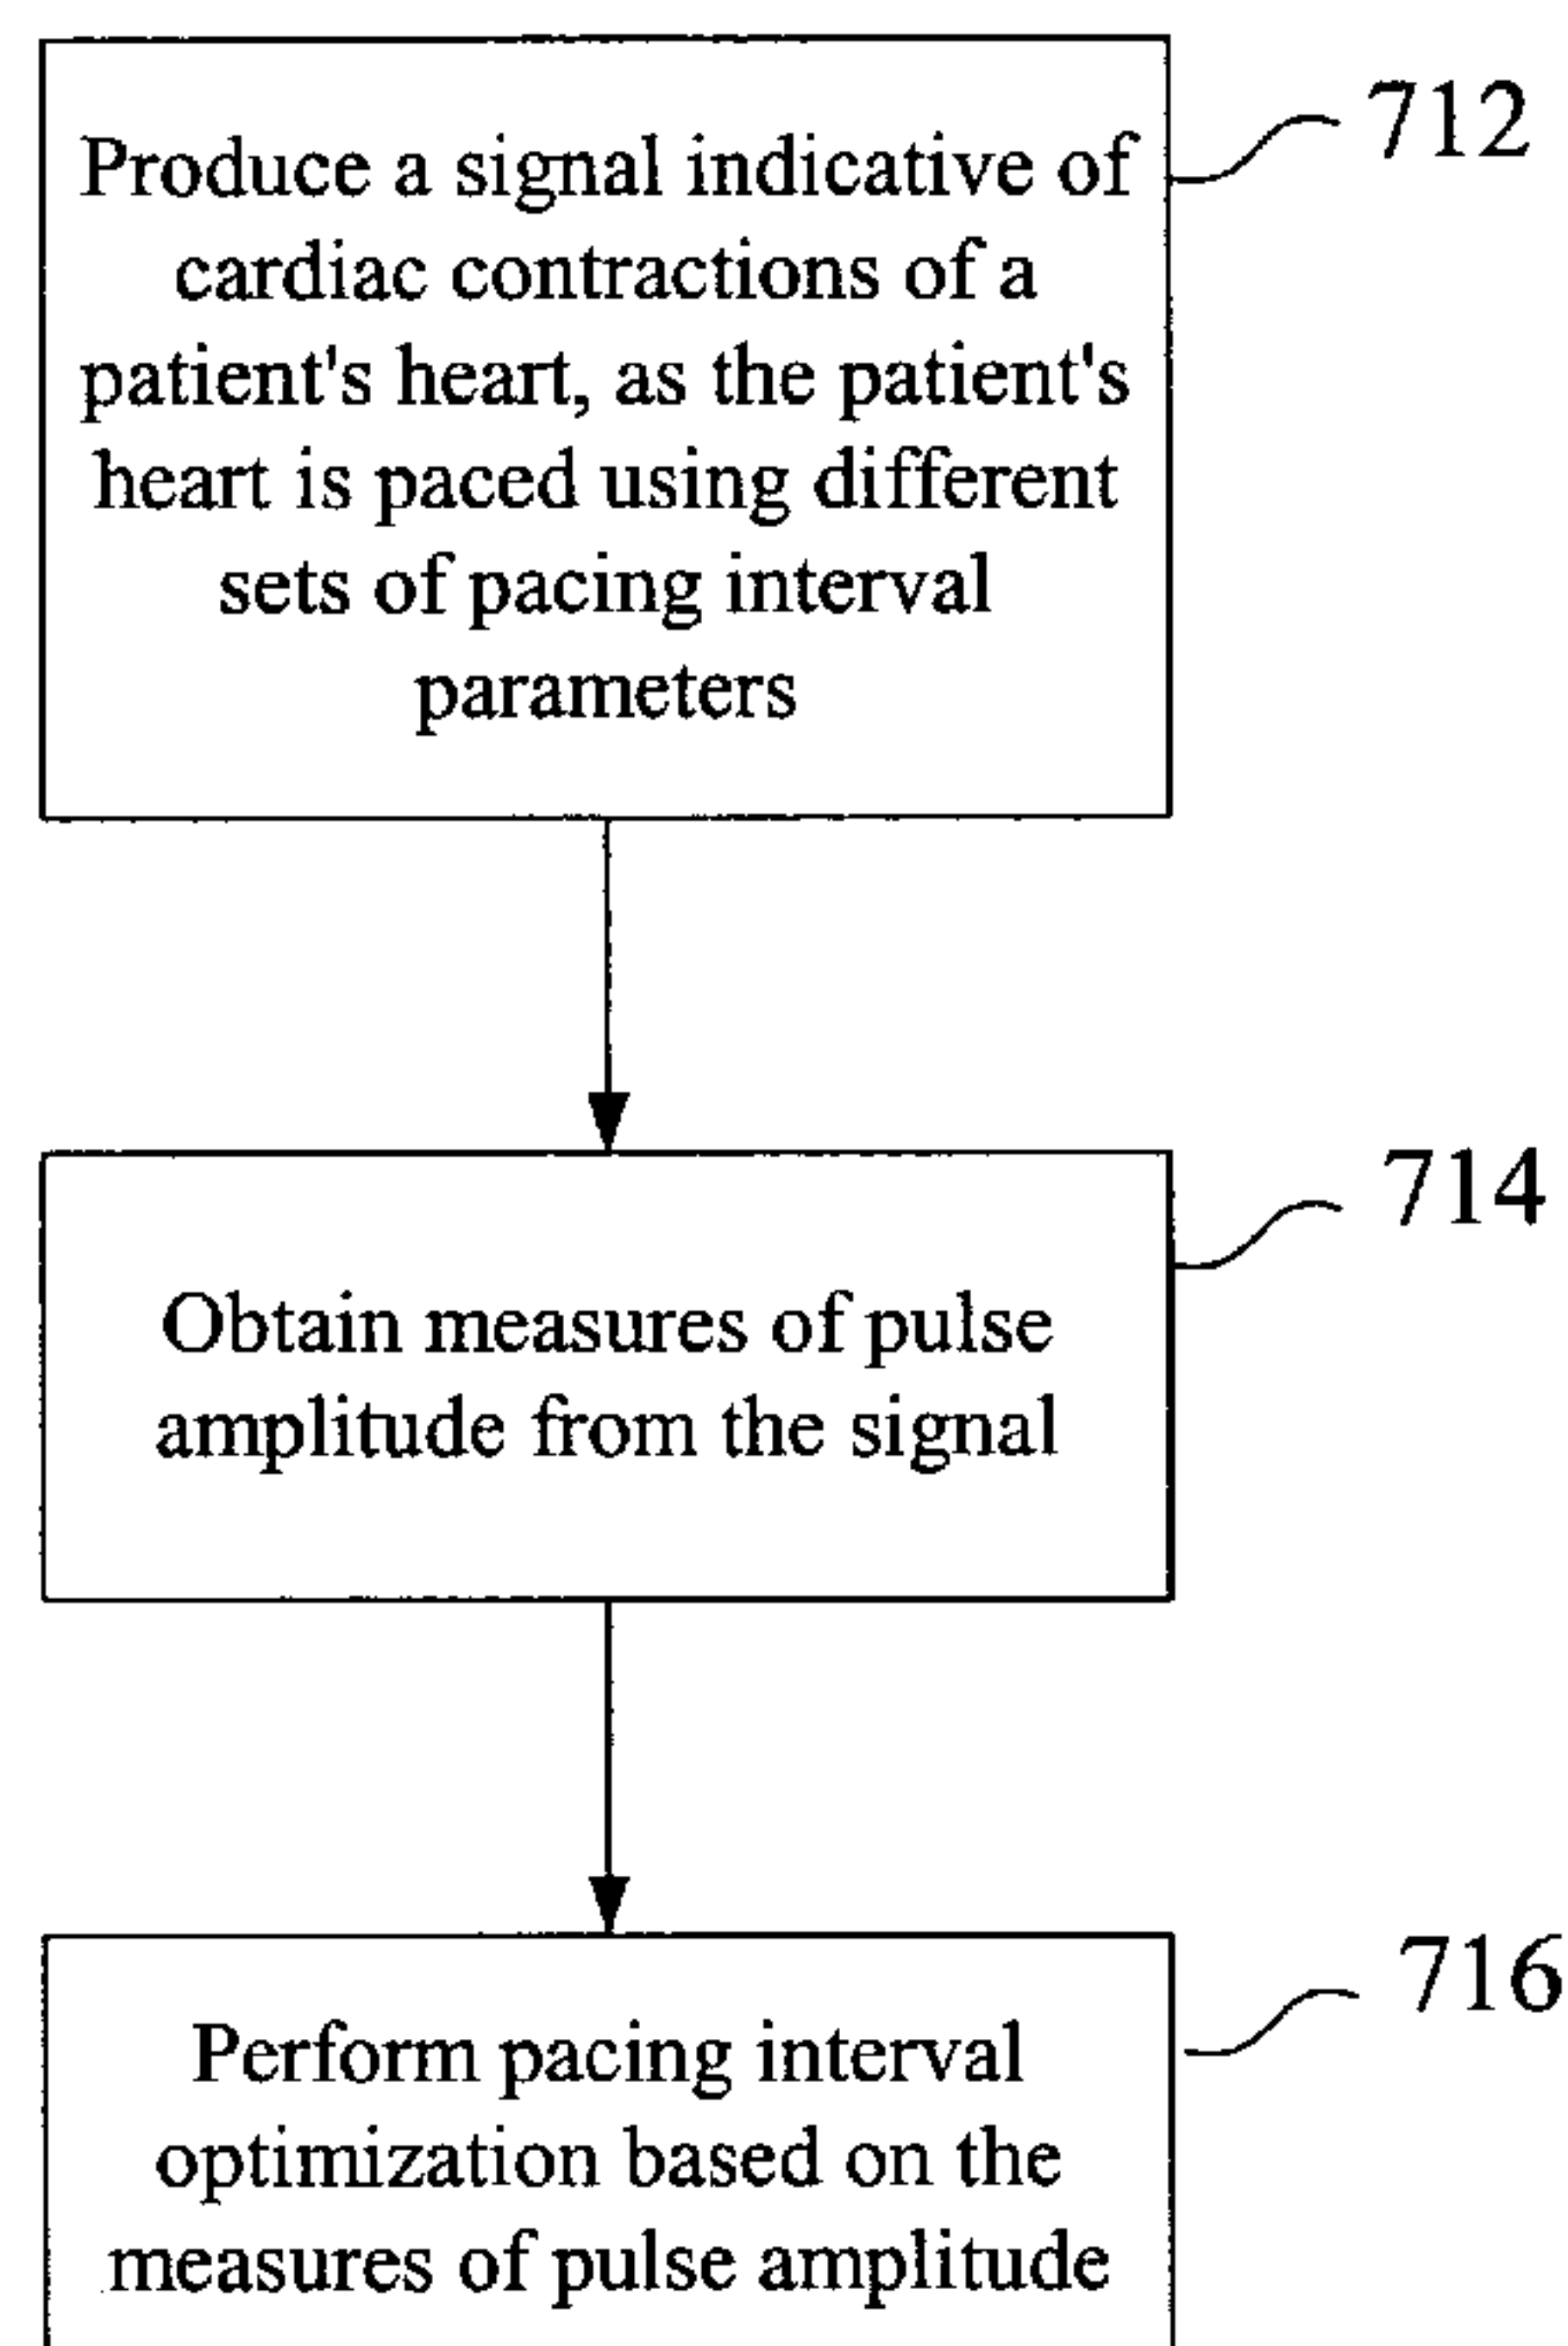 712
Produce a signal indicative of
cardiac contractions of a
patient's heart, as the patient's
heart is paced using different
sets of pacing interval
parameters
714
Obtain measures of pulse
amplitude from the signal
716
Perform pacing interval
optimization based on the
measures of pulse amplitude